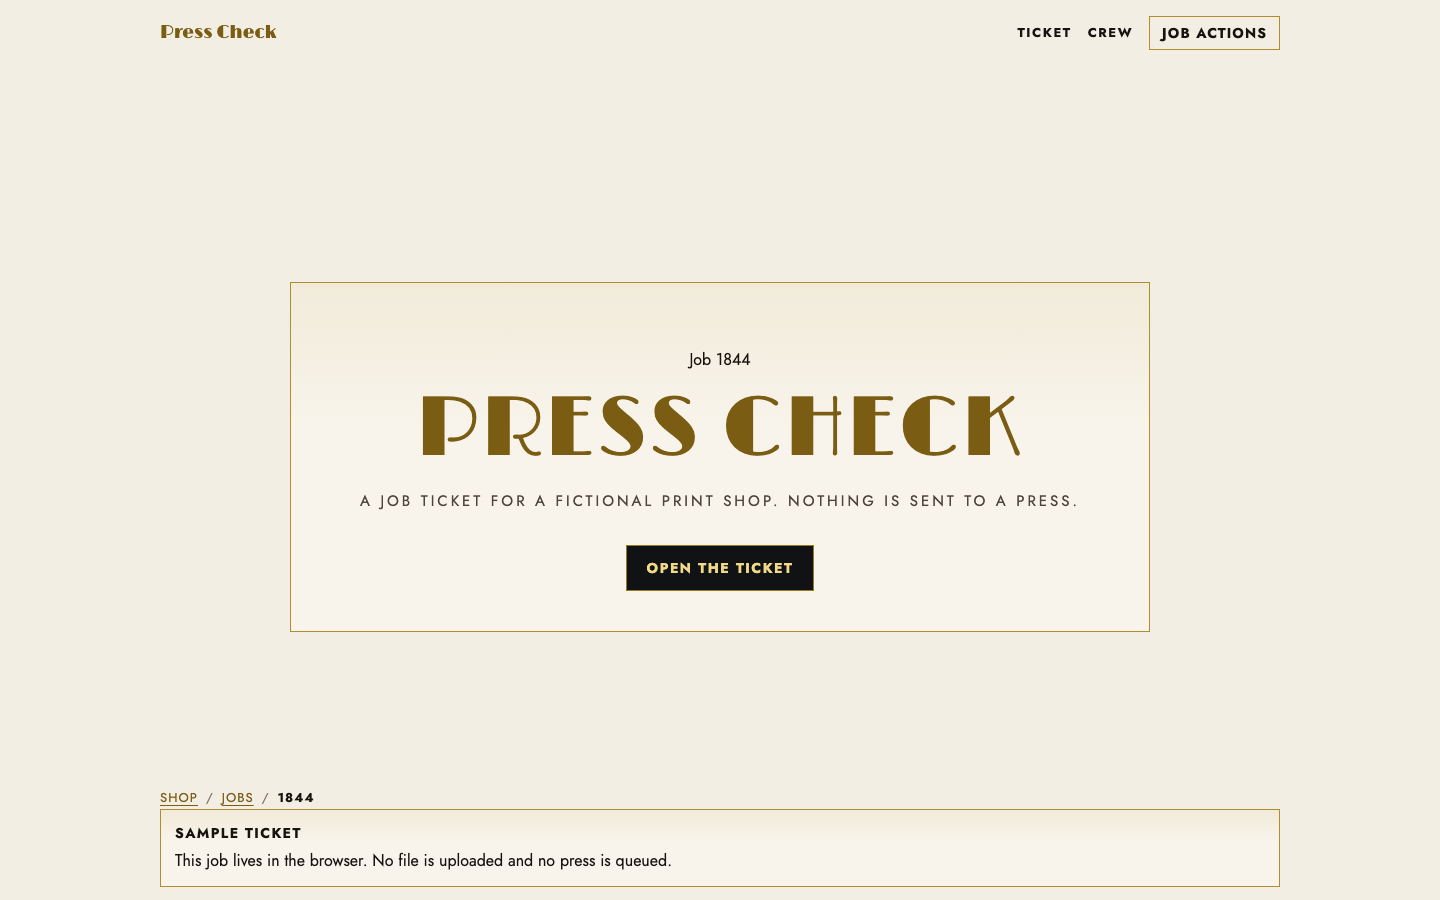 Press Check
TICKET CREW JOB ACTIONS
Job 1844
PRESS CHECK
A JOB TICKET FOR A FICTIONAL PRINT SHOP. NOTHING IS SENT TO A PRESS.
OPEN THE TICKET
SHOP / JOBS / 1844
SAMPLE TICKET
This job lives in the browser. No file is uploaded and no press is queued.